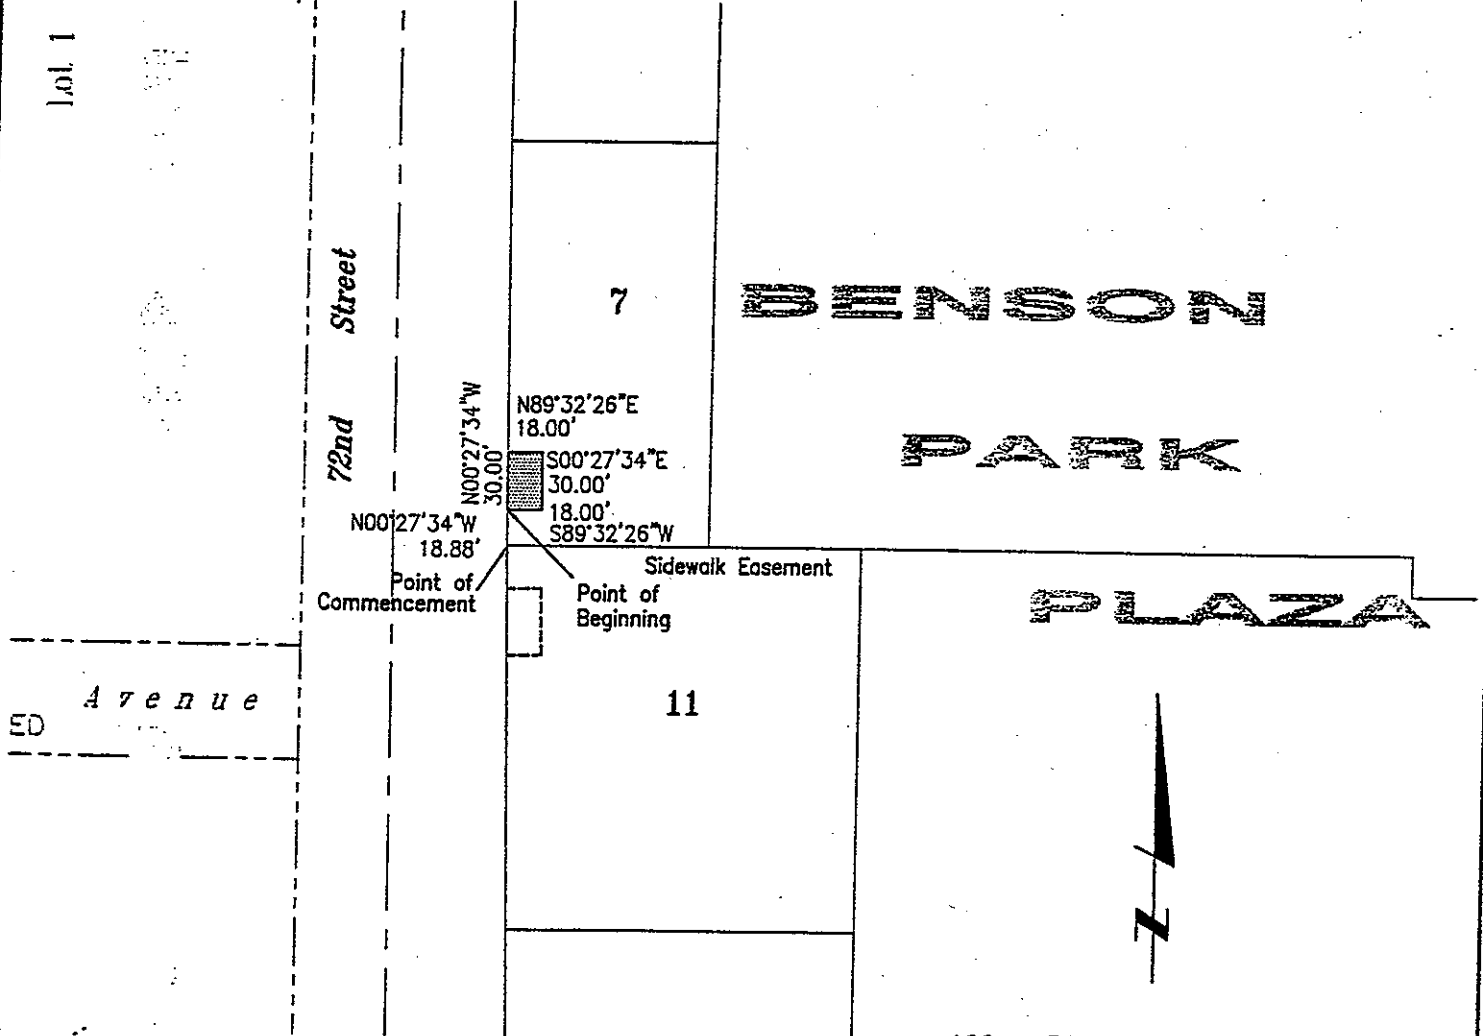 Lot 1
72nd Street
7
BENSON
PARK
PLAZA
N89°32'26"E
18.00'
N00°27'34"W
30.00'
S00°27'34"E
30.00'
18.00'
S89°32'26"W
N00°27'34"W
18.88'
Sidewalk Easement
Point of
Commencement
Point of
Beginning
Avenue
ED
11
N